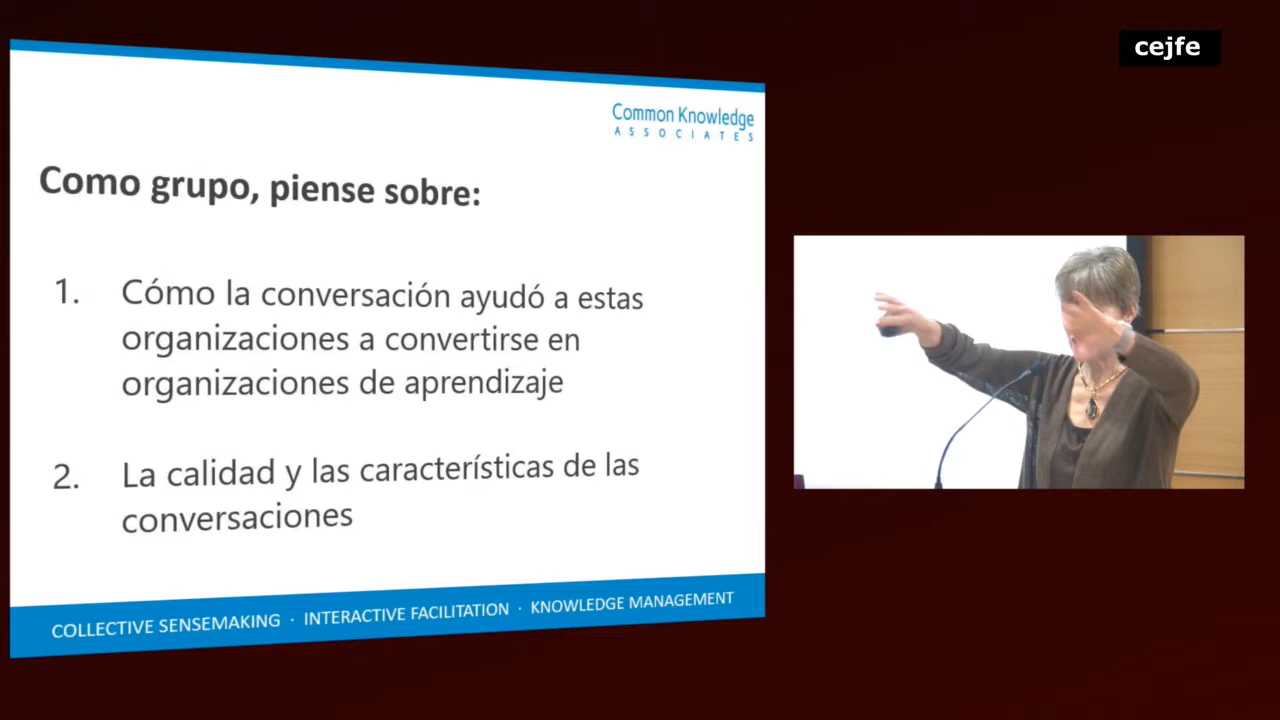 cejfe
Common Knowledge
ASSOCIATES
Como grupo, piense sobre:
1. Cómo la conversación ayudó a estas
organizaciones a convertirse en
organizaciones de aprendizaje
2. La calidad y las características de las
conversaciones
COLLECTIVE SENSEMAKING · INTERACTIVE FACILITATION · KNOWLEDGE MANAGEMENT